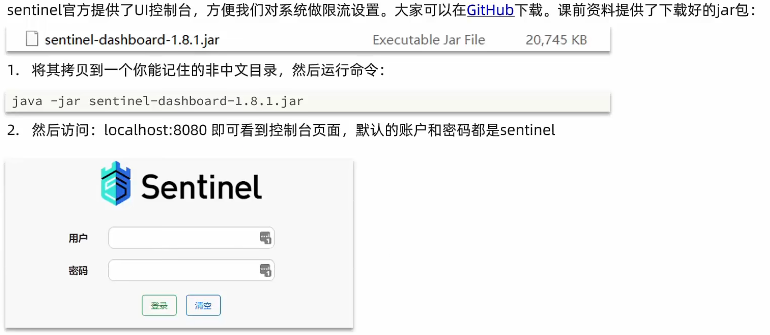 sentinel官方提供了UI控制台，方便我们对系统做限流设置。大家可以在GitHub下载。课前资料提供了下载好的jar包：
sentinel-dashboard-1.8.1.jar Executable Jar File 20,745 KB
1. 将其拷贝到一个你能记住的非中文目录，然后运行命令：
java -jar sentinel-dashboard-1.8.1.jar
2. 然后访问：localhost:8080 即可看到控制台页面，默认的账户和密码都是sentinel
Sentinel
用户
密码
登录 清空